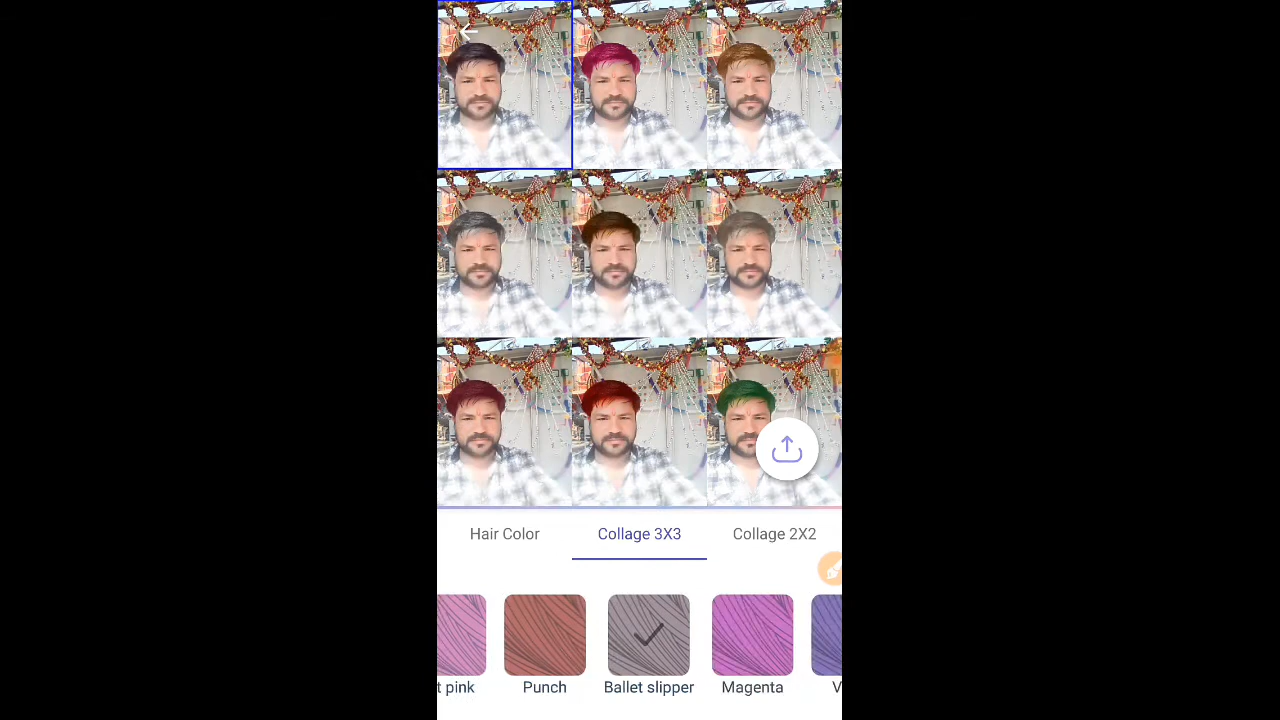 Hair Color
Collage 3X3
Collage 2X2
t pink
Punch
Ballet slipper
Magenta
V